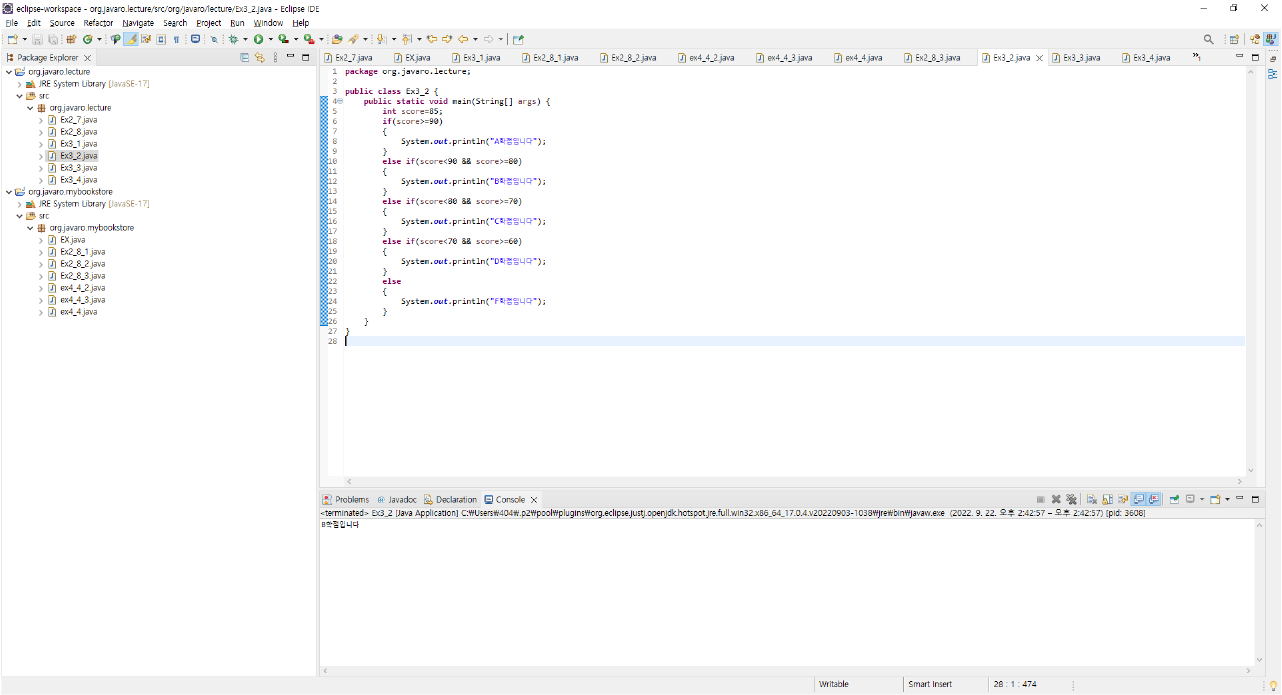 eclipse-workspace - org.javaro.lecture/src/org/javaro/lecture/Ex3_2.java - Eclipse IDE
File Edit Source Refactor Navigate Search Project Run Window Help
Package Explorer
org.javaro.lecture
JRE System Library [JavaSE-17]
src
org.javaro.lecture
Ex2_7.java
Ex2_8.java
Ex3_1.java
Ex3_2.java
Ex3_3.java
Ex3_4.java
org.javaro.mybookstore
JRE System Library [JavaSE-17]
src
org.javaro.mybookstore
EX.java
Ex2_8_1.java
Ex2_8_2.java
Ex2_8_3.java
ex4_4_2.java
ex4_4_3.java
ex4_4.java
Ex2_7.java EX.java Ex3_1.java Ex2_8_1.java Ex2_8_2.java ex4_4_2.java ex4_4_3.java ex4_4.java Ex2_8_3.java Ex3_2.java Ex3_3.java Ex3_4.java
1 package org.javaro.lecture;
2
3 public class Ex3_2 {
4 public static void main(String[] args) {
5 int score=85;
6 if(score>=90)
7 {
8 System.out.println("A학점입니다");
9 }
10 else if(score<90 && score>=80)
11 {
12 System.out.println("B학점입니다");
13 }
14 else if(score<80 && score>=70)
15 {
16 System.out.println("C학점입니다");
17 }
18 else if(score<70 && score>=60)
19 {
20 System.out.println("D학점입니다");
21 }
22 else
23 {
24 System.out.println("F학점입니다");
25 }
26 }
27 }
28
Problems Javadoc Declaration Console
<terminated> Ex3_2 [Java Application] C:₩Users₩404₩.p2₩pool₩plugins₩org.eclipse.justj.openjdk.hotspot.jre.full.win32.x86_64_17.0.4.v20220903-1038₩jre₩bin₩javaw.exe (2022. 9. 22. 오후 2:42:57 – 오후 2:42:57) [pid: 3608]
B학점입니다
Writable Smart Insert 28 : 1 : 474